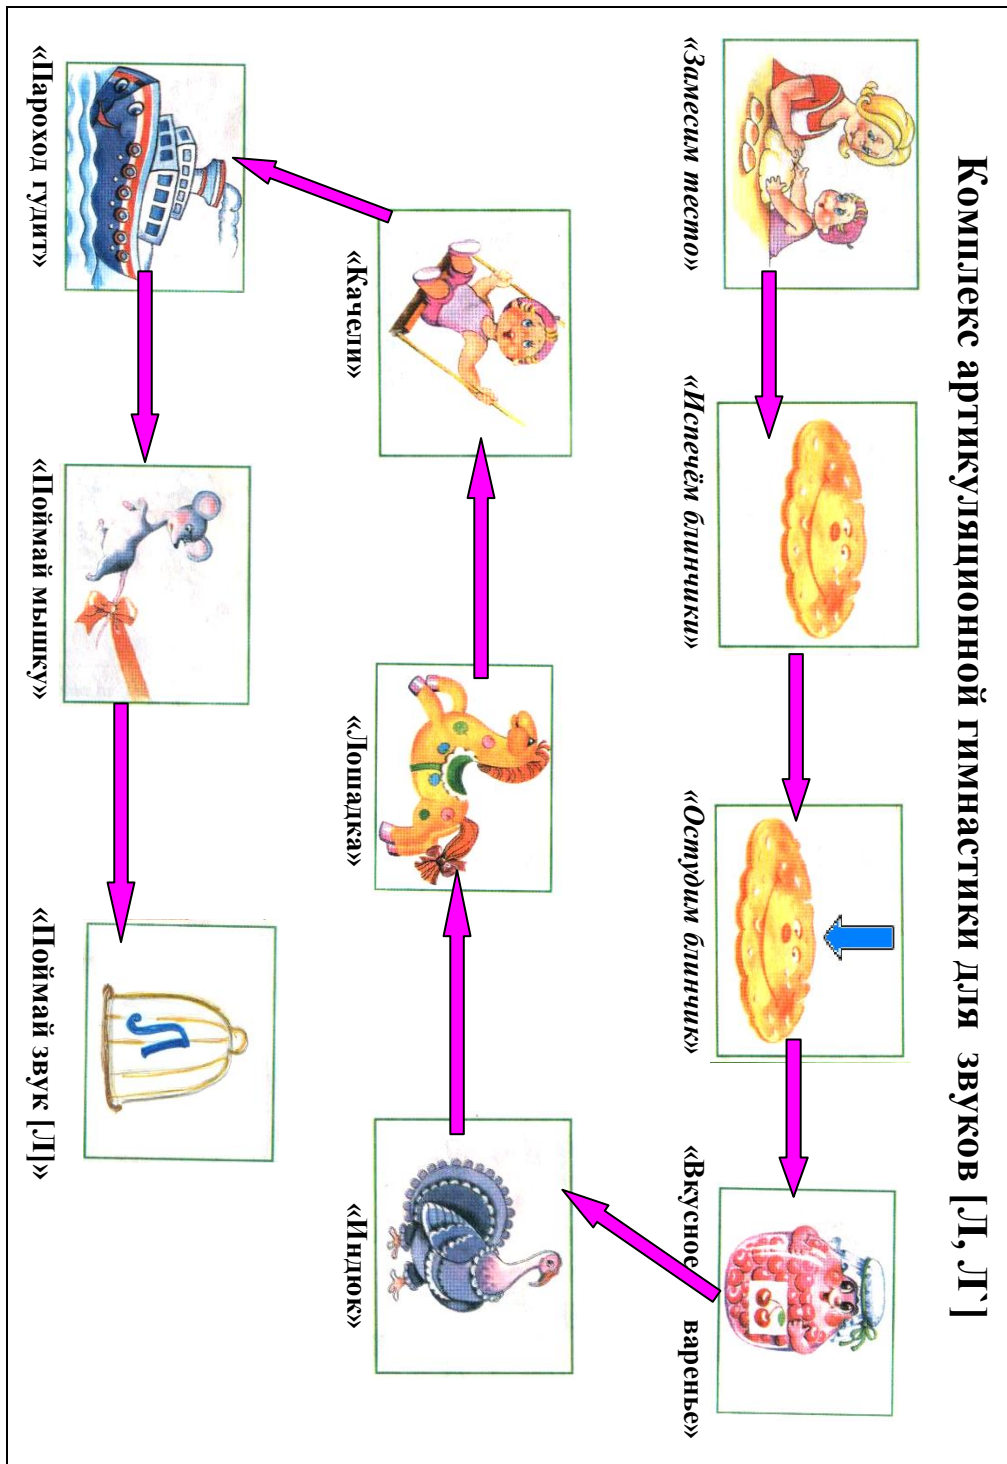 Комплекс артикуляционной гимнастики для звуков [Л, Л`]
«Замесим тесто»
«Испечём блинчики»
«Остудим блинчик»
«Вкусное варенье»
«Индюк»
«Лошадка»
«Качели»
«Пароход гудит»
«Поймай мышку»
«Поймай звук [Л]»
Л